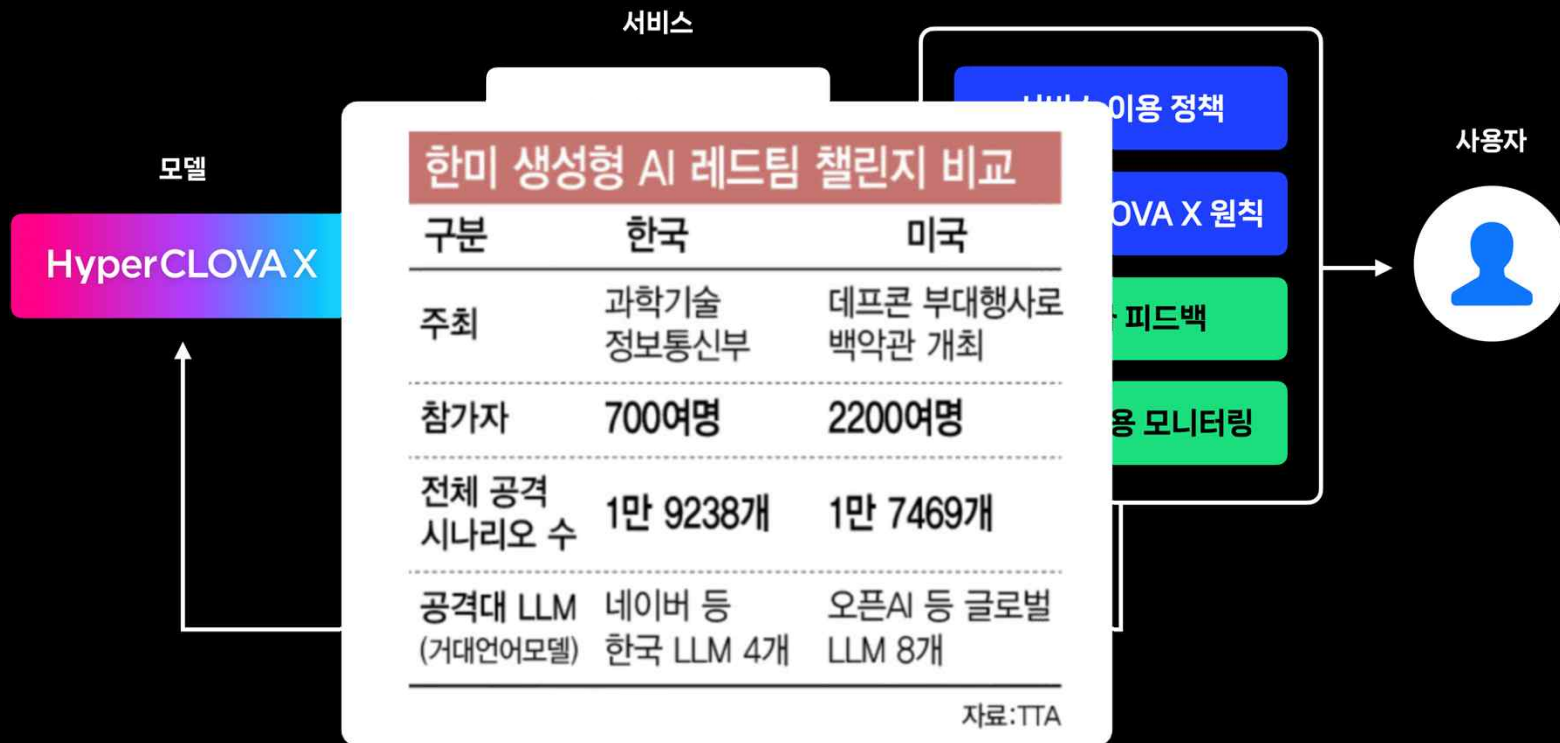 서비스
모델
HyperCLOVA X
이용 정책
OVA X 원칙
피드백
용 모니터링
사용자
한미 생성형 AI 레드팀 챌린지 비교
구분 한국 미국
주최 과학기술 정보통신부 데프콘 부대행사로 백악관 개최
참가자 700여명 2200여명
전체 공격 시나리오 수 1만 9238개 1만 7469개
공격대 LLM (거대언어모델) 네이버 등 한국 LLM 4개 오픈AI 등 글로벌 LLM 8개
자료:TTA